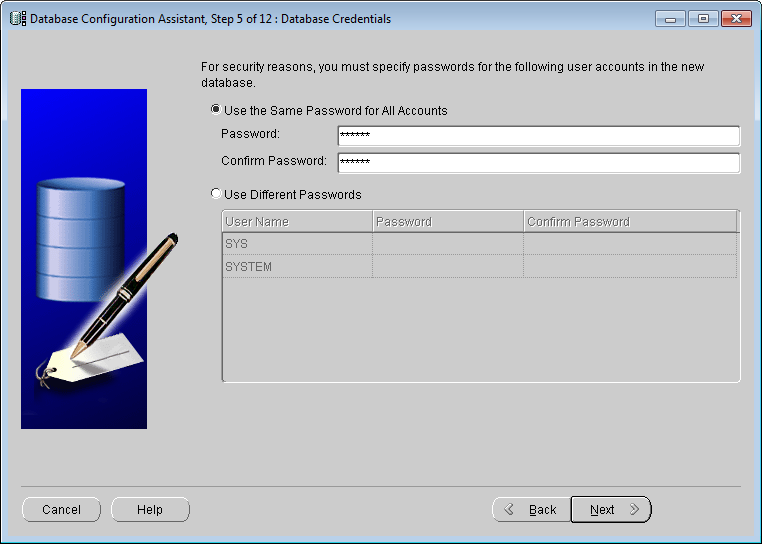 Database Configuration Assistant, Step 5 of 12 : Database Credentials
For security reasons, you must specify passwords for the following user accounts in the new
database.
Use the Same Password for All Accounts
Password: ******
Confirm Password: ******
Use Different Passwords
User Name Password Confirm Password
SYS
SYSTEM
Cancel Help Back Next